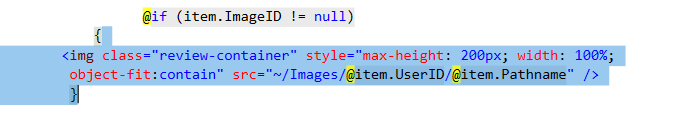 @if (item.ImageID != null)
{
<img class="review-container" style="max-height: 200px; width: 100%;
object-fit:contain" src="~/Images/@item.UserID/@item.Pathname" />
}